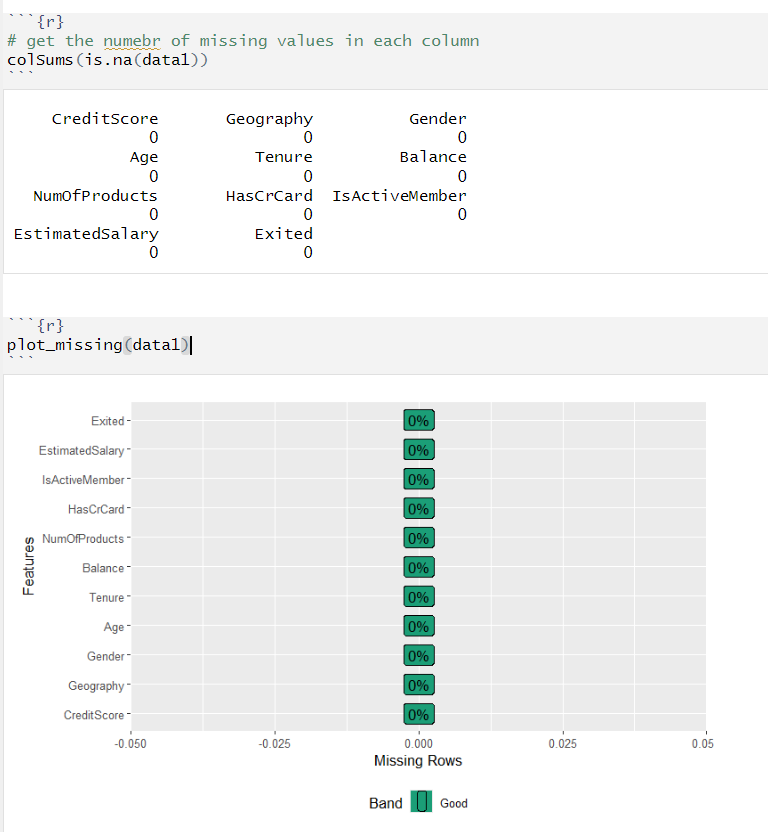 ```{r}
# get the numebr of missing values in each column
colSums(is.na(data1))
```
CreditScore Geography Gender
0 0 0
Age Tenure Balance
0 0 0
NumOfProducts HasCrCard IsActiveMember
0 0 0
EstimatedSalary Exited
0 0
```{r}
plot_missing(data1)
```
Features
Exited 0%
EstimatedSalary 0%
IsActiveMember 0%
HasCrCard 0%
NumOfProducts 0%
Balance 0%
Tenure 0%
Age 0%
Gender 0%
Geography 0%
CreditScore 0%
-0.050 -0.025 0.000 0.025 0.05
Missing Rows
Band Good